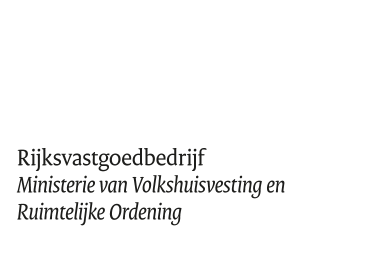 Rijksvastgoedbedrijf
Ministerie van Volkshuisvesting en
Ruimtelijke Ordening